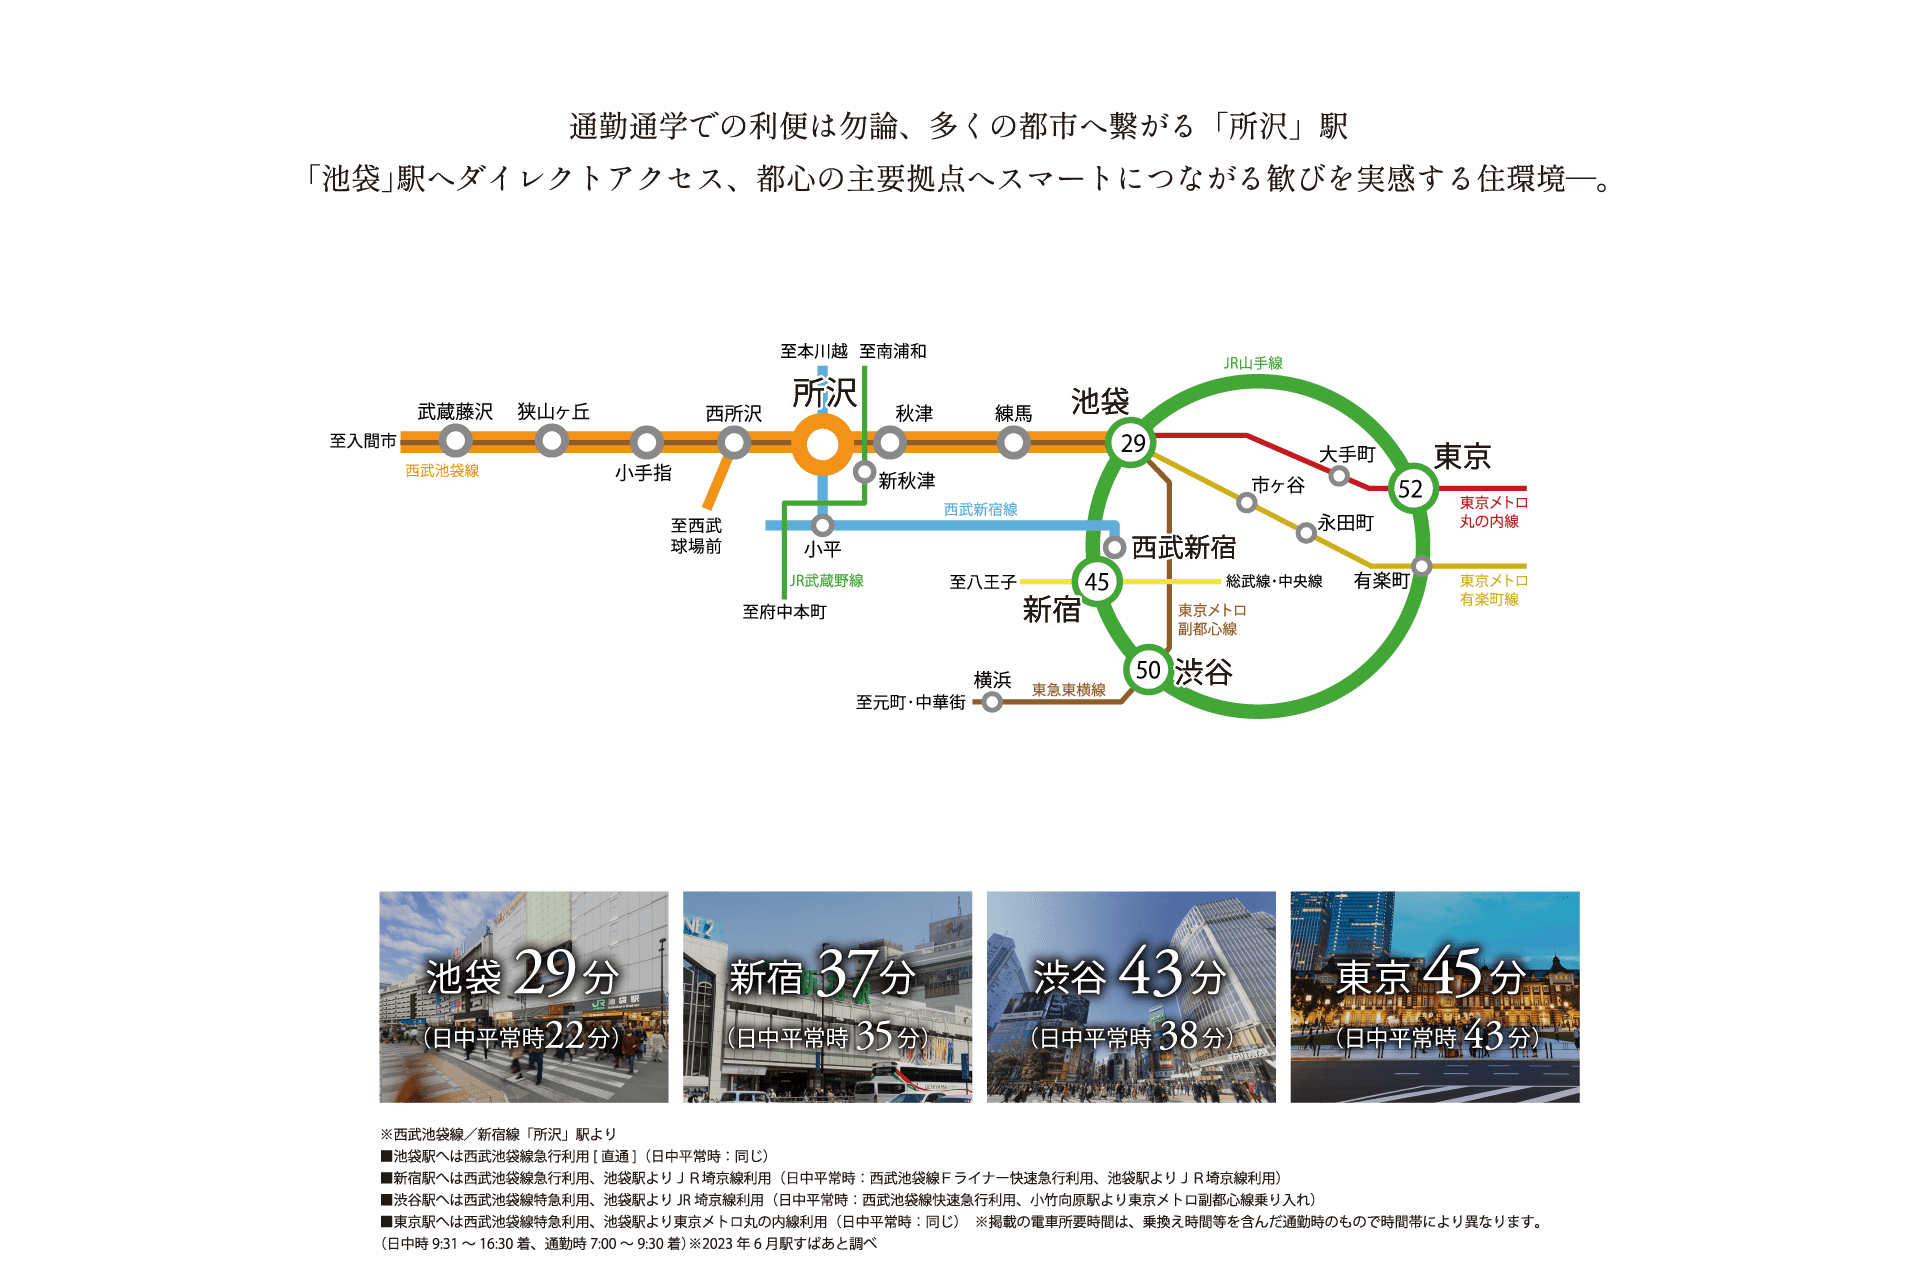 通勤通学での利便は勿論、多くの都市へ繋がる「所沢」駅
「池袋」駅へダイレクトアクセス、都心の主要拠点へスマートにつながる歓びを実感する住環境―。
至本川越 至南浦和
JR山手線
所沢
池袋
武蔵藤沢 狭山ヶ丘 西所沢 秋津 練馬
至入間市
29
東京
大手町
西武池袋線
小手指
新秋津
市ヶ谷
52
東京メトロ
丸の内線
西武新宿線
至西武
球場前
永田町
小平
西武新宿
JR武蔵野線
至八王子
45
総武線・中央線
有楽町
東京メトロ
有楽町線
至府中本町
新宿
東京メトロ
副都心線
50
渋谷
横浜
東急東横線
至元町・中華街
池袋 29分
（日中平常時22分）
新宿 37分
（日中平常時 35分）
渋谷 43分
（日中平常時 38分）
東京 45分
（日中平常時 43分）
JR 池袋駅
※西武池袋線／新宿線「所沢」駅より
■池袋駅へは西武池袋線急行利用 [ 直通 ]（日中平常時：同じ）
■新宿駅へは西武池袋線急行利用、池袋駅よりＪＲ埼京線利用（日中平常時：西武池袋線Ｆライナー快速急行利用、池袋駅よりＪＲ埼京線利用）
■渋谷駅へは西武池袋線特急利用、池袋駅より JR 埼京線利用（日中平常時：西武池袋線快速急行利用、小竹向原駅より東京メトロ副都心線乗り入れ）
■東京駅へは西武池袋線特急利用、池袋駅より東京メトロ丸の内線利用（日中平常時：同じ） ※掲載の電車所要時間は、乗換え時間等を含んだ通勤時のもので時間帯により異なります。
（日中時 9:31 ～ 16:30 着、通勤時 7:00 ～ 9:30 着）※2023 年 6 月駅すぱあと調べ